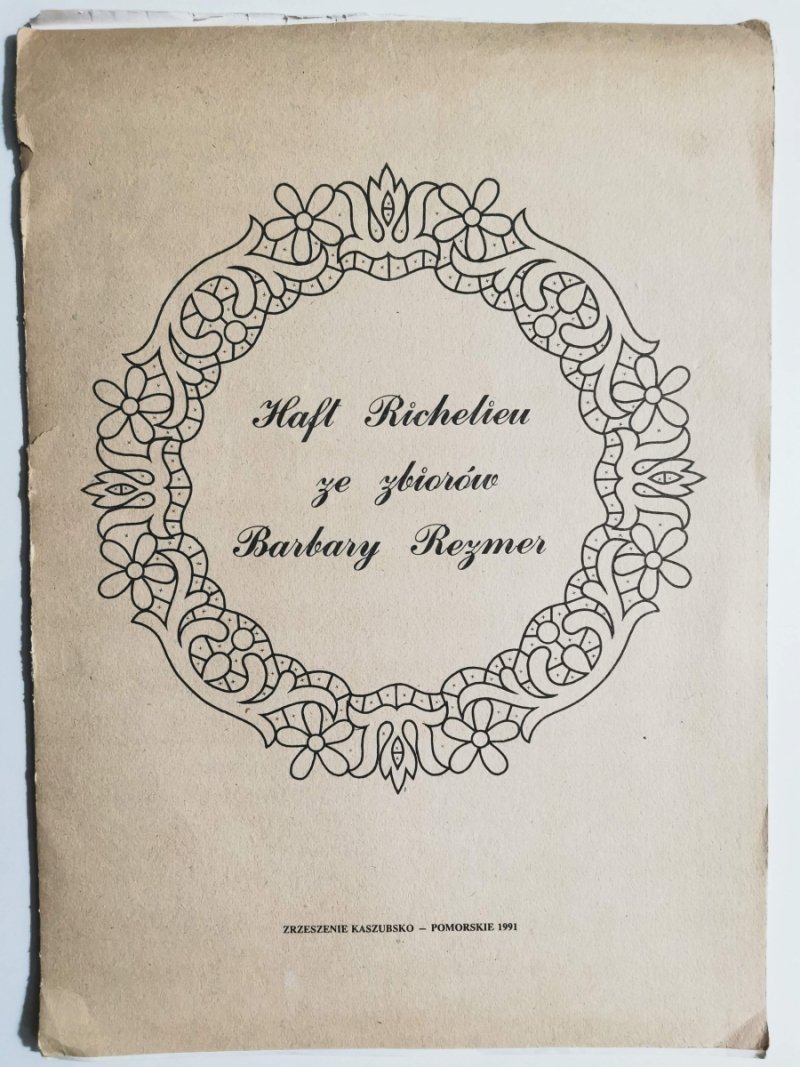 Haft Richelieu
ze zbiorów
Barbary Rezmer
ZRZESZENIE KASZUBSKO – POMORSKIE 1991